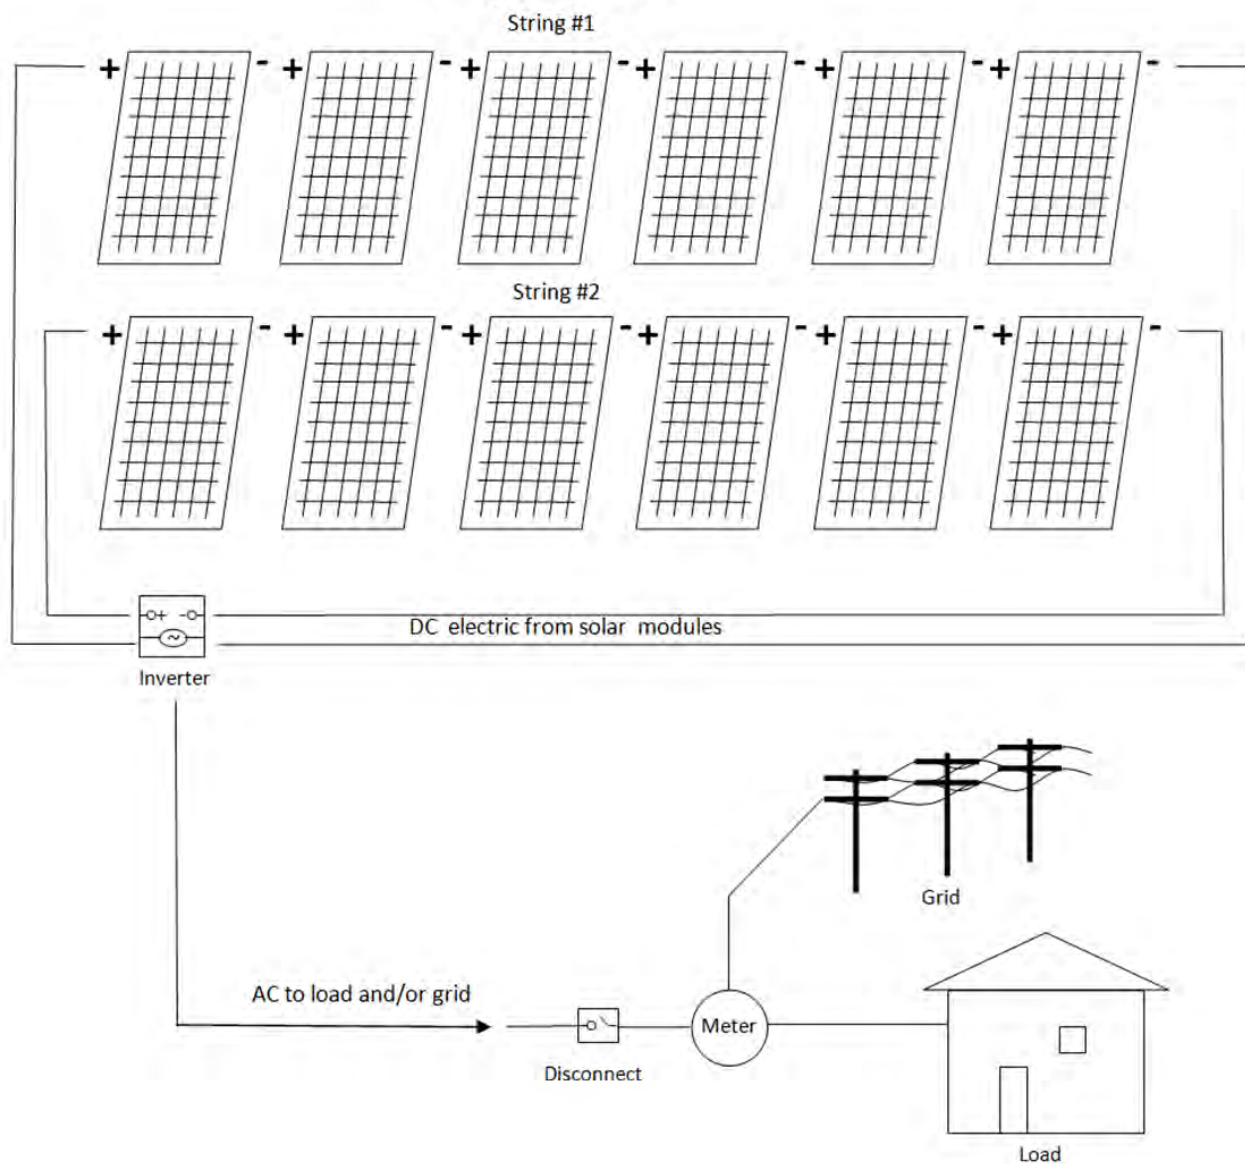 String #1
+ - + - + - + - + - + -
String #2
+ - + - + - + - + - + -
+ -
~
DC electric from solar modules
Inverter
Grid
AC to load and/or grid
Meter
Disconnect
Load